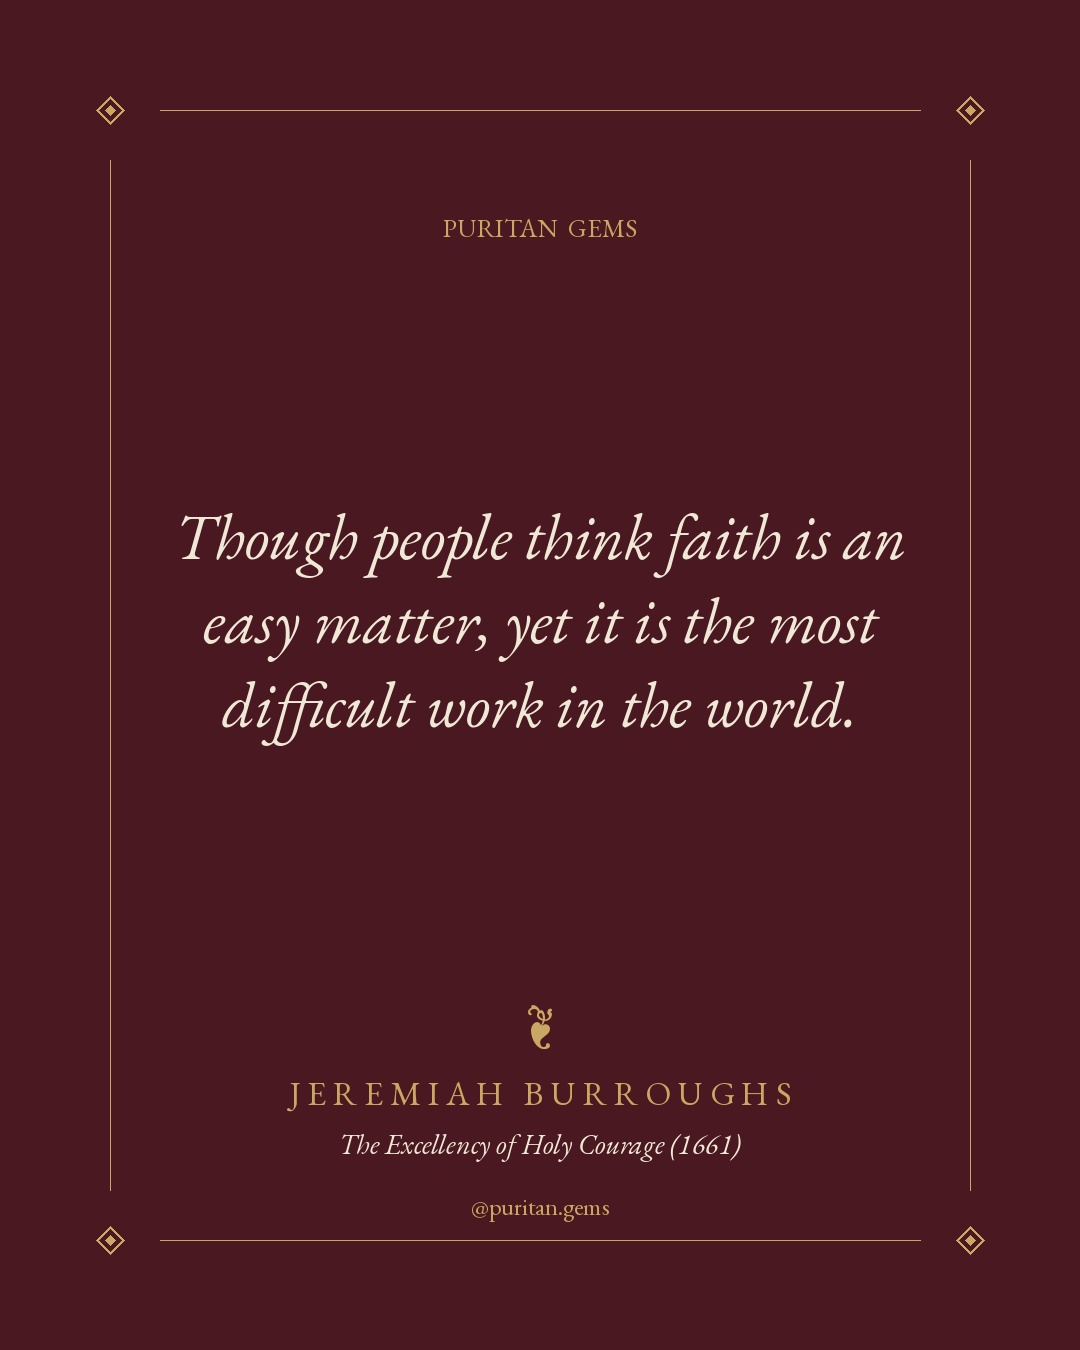 PURITAN GEMS
Though people think faith is an
easy matter, yet it is the most
difficult work in the world.
JEREMIAH BURROUGHS
The Excellency of Holy Courage (1661)
@puritan.gems